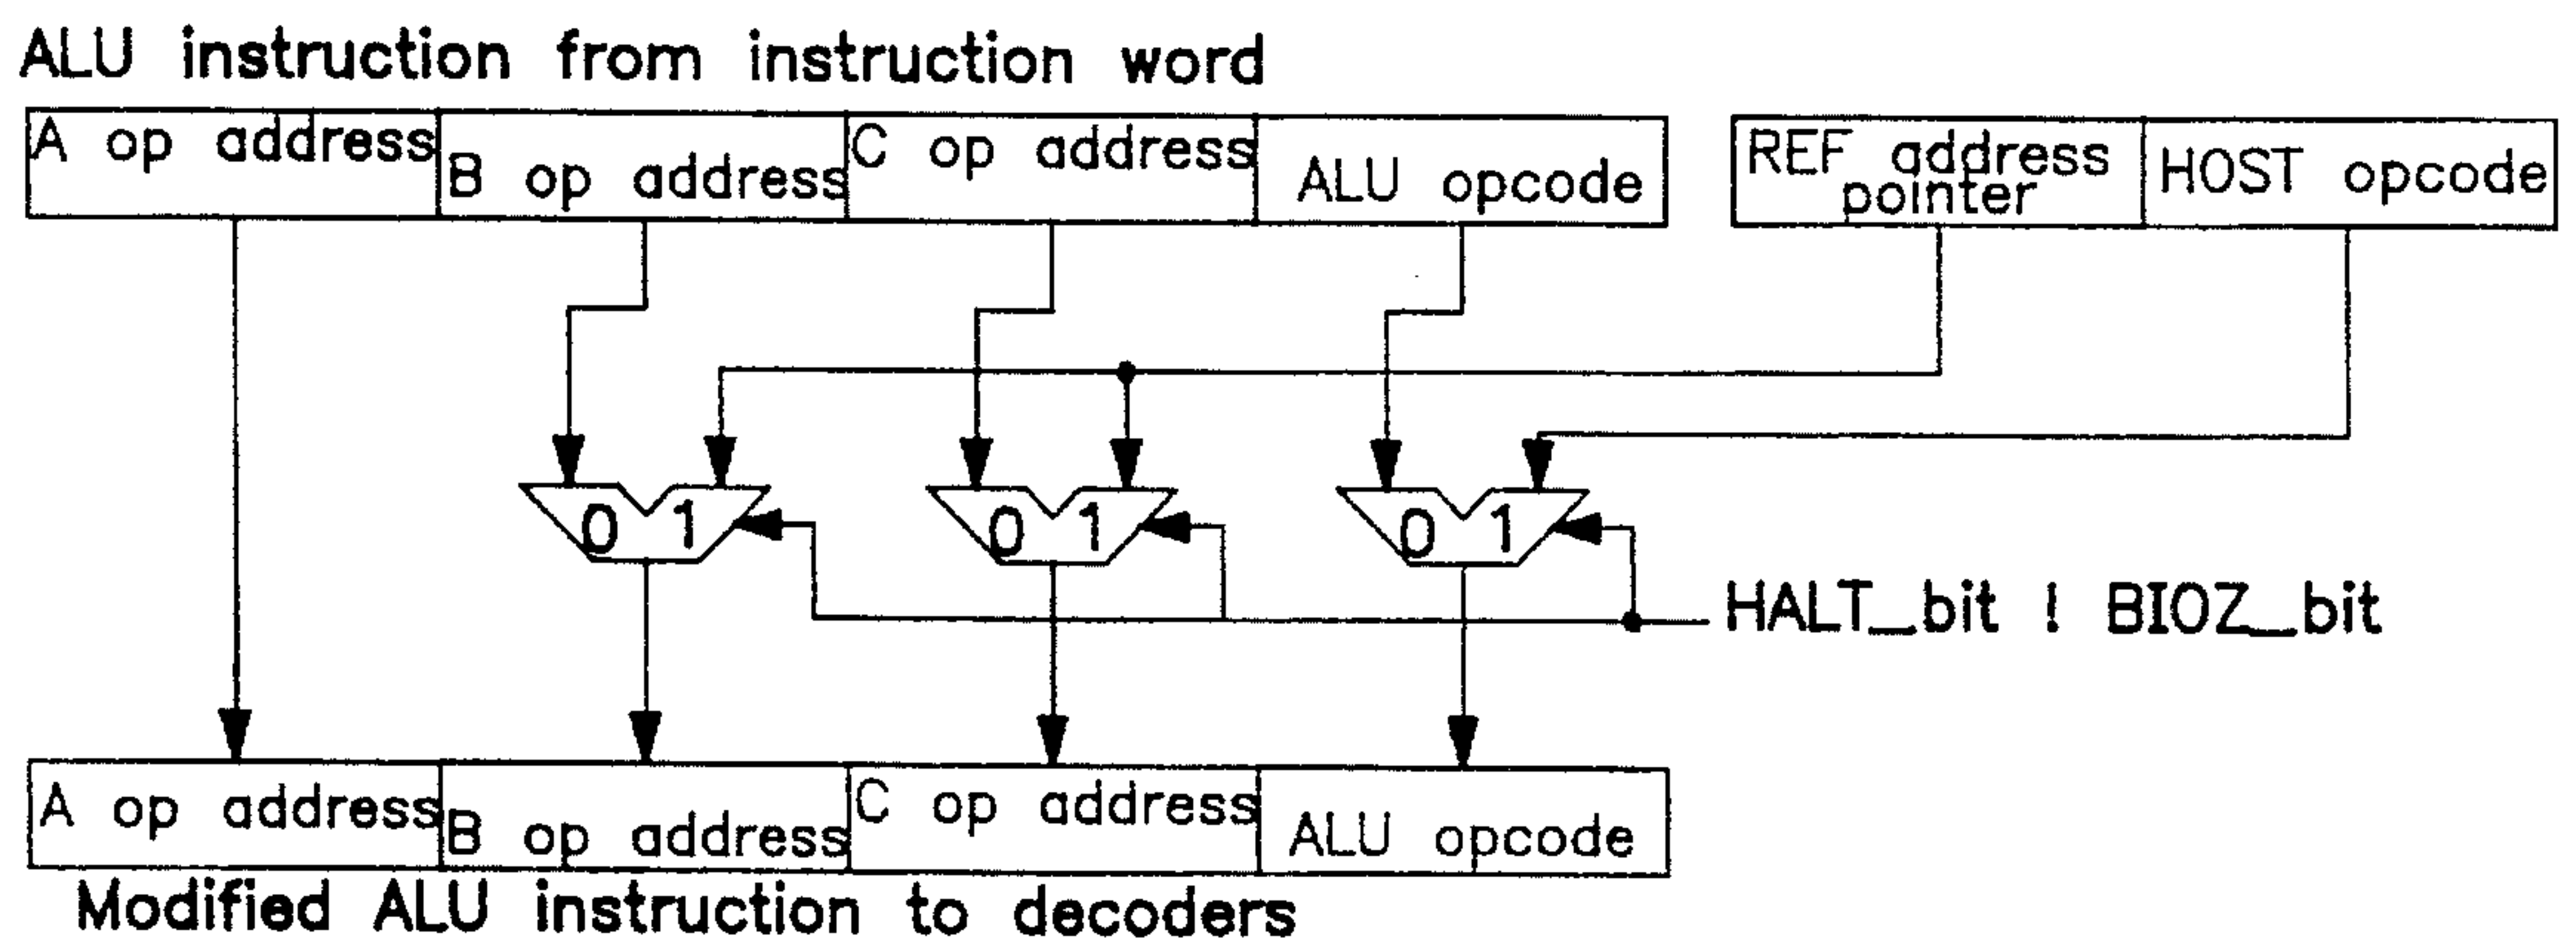 ALU instruction from instruction word
A op address
B op address
C op address
ALU opcode
REF address
pointer
HOST opcode
0 1
0 1
0 1
HALT_bit ! BIOZ_bit
A op address
B op address
C op address
ALU opcode
Modified ALU instruction to decoders